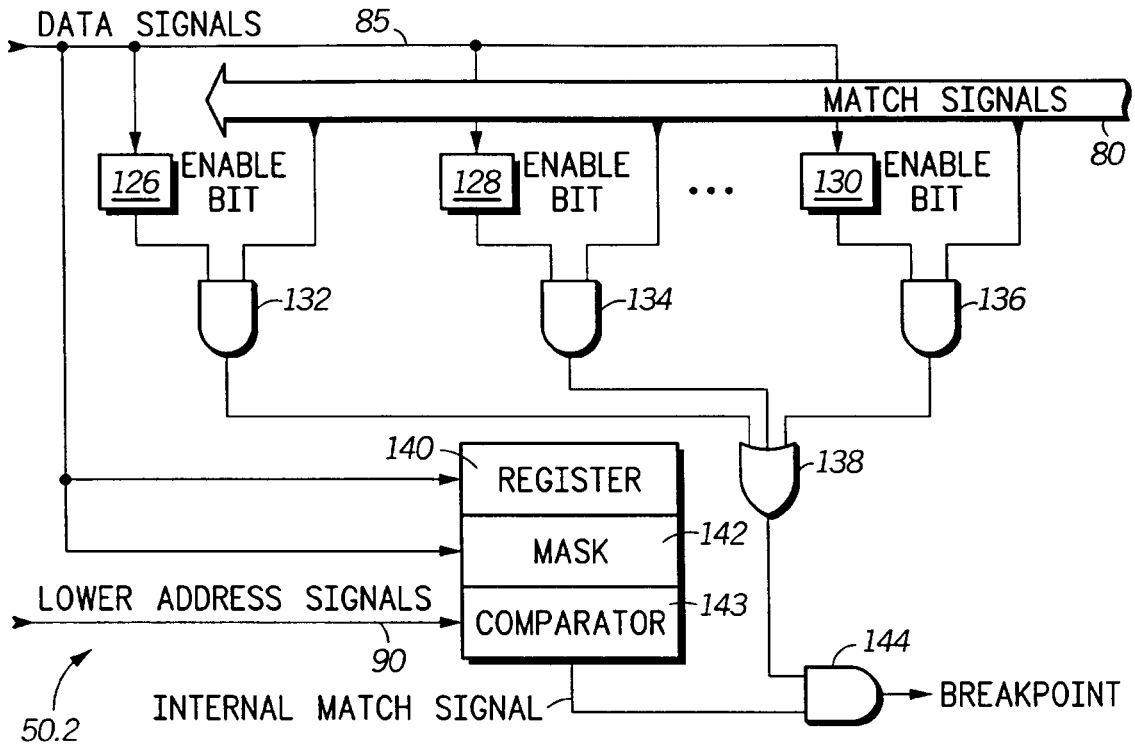 DATA SIGNALS
85
MATCH SIGNALS
80
126
ENABLE
BIT
128
ENABLE
BIT
...
130
ENABLE
BIT
132
134
136
138
140
REGISTER
MASK
142
LOWER ADDRESS SIGNALS
90
COMPARATOR
143
144
INTERNAL MATCH SIGNAL
BREAKPOINT
50.2